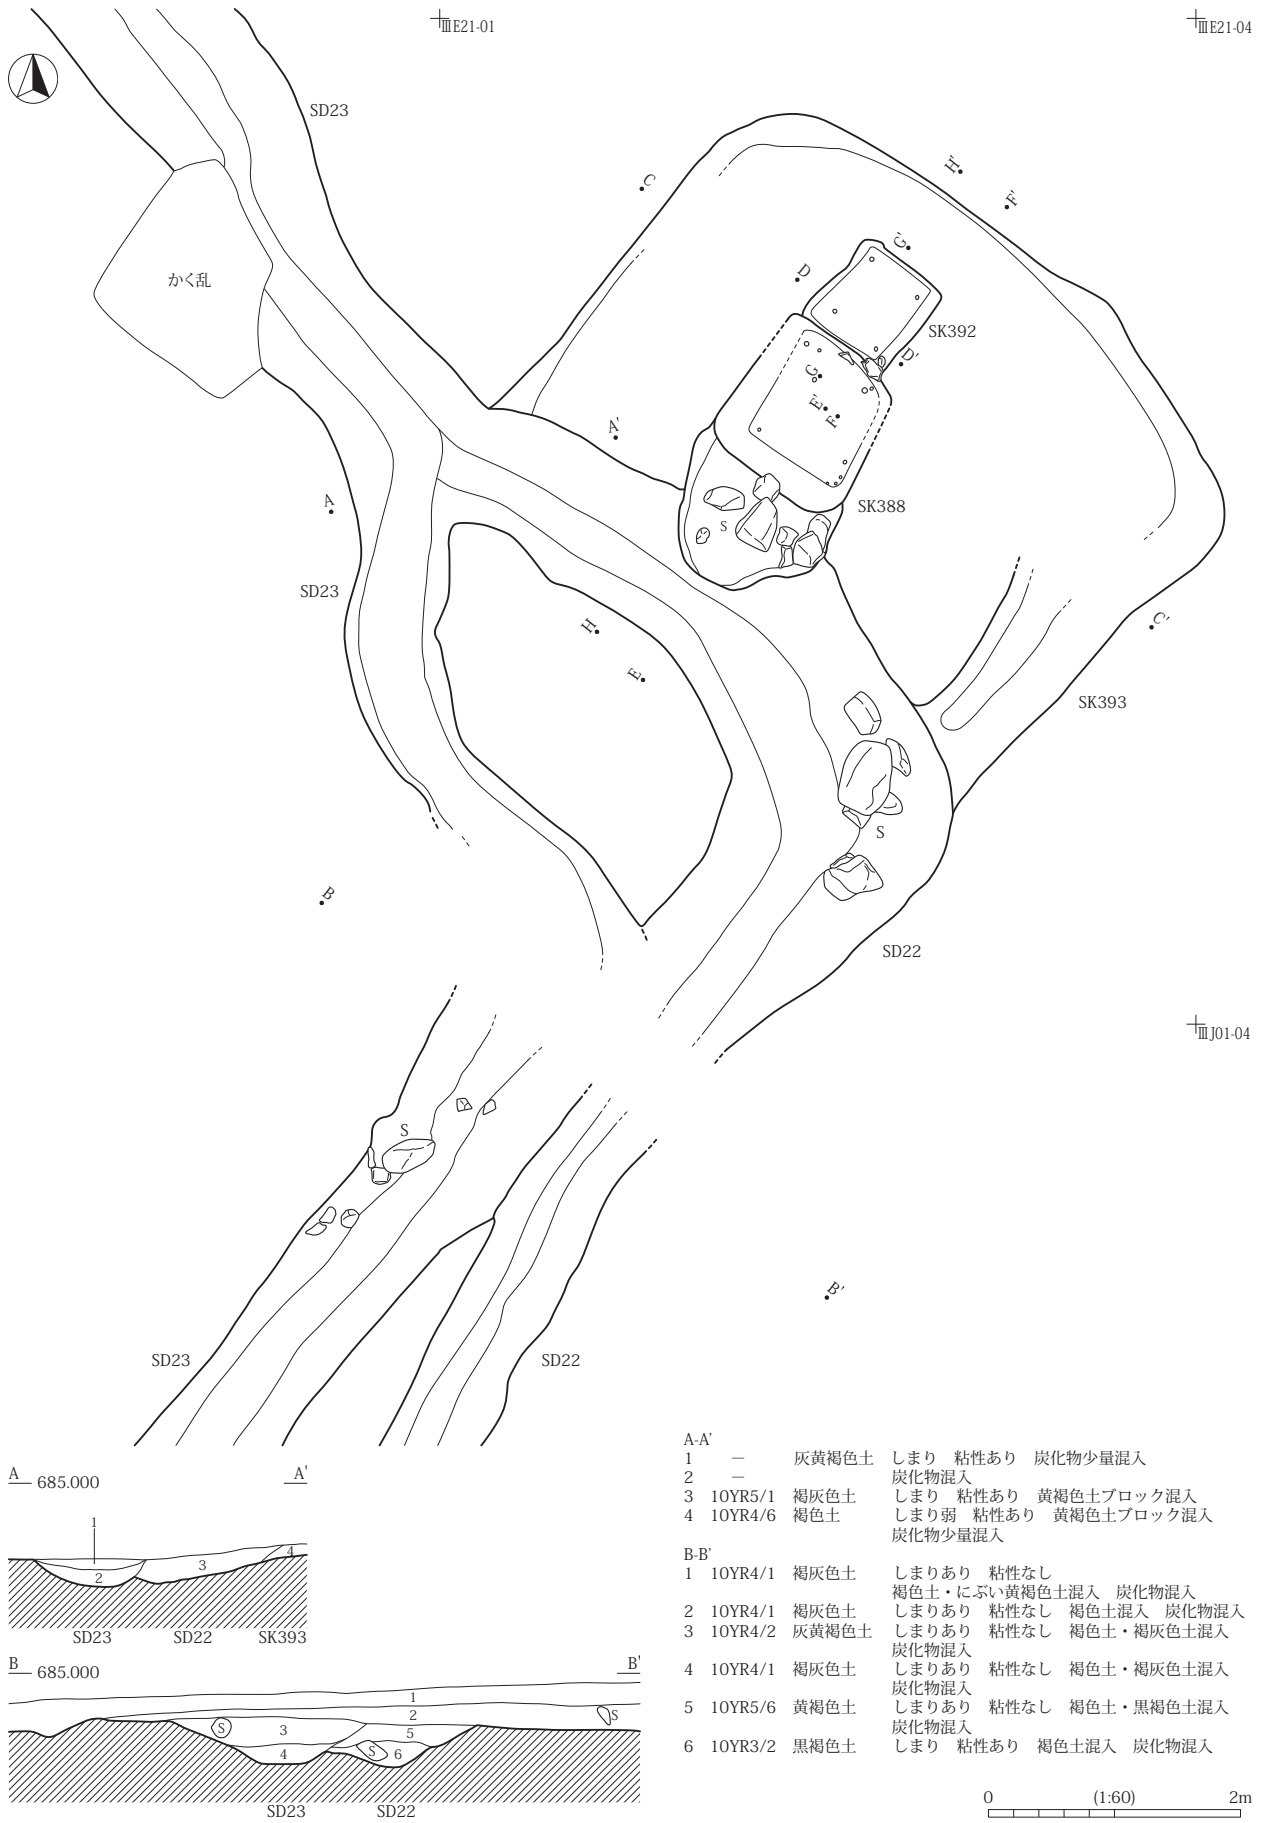 ⅢE21-01
ⅢE21-04
SD23
C
H'
F'
G'
D
かく乱
SK392
D'
G
E'
F
A'
A
SK388
S
SD23
C'
H
E
SK393
S
B
SD22
ⅢJ01-04
S
B'
SD23
SD22
A 685.000 A'
1
2
3
4
SD23 SD22 SK393
B 685.000 B'
1
2
S
S
3
5
4
S
6
SD23 SD22
A-A'
1 － 灰黄褐色土 しまり 粘性あり 炭化物少量混入
2 － 炭化物混入
3 10YR5/1 褐灰色土 しまり 粘性あり 黄褐色土ブロック混入
4 10YR4/6 褐色土 しまり弱 粘性あり 黄褐色土ブロック混入
炭化物少量混入
B-B'
1 10YR4/1 褐灰色土 しまりあり 粘性なし
褐色土・にぶい黄褐色土混入 炭化物混入
2 10YR4/1 褐灰色土 しまりあり 粘性なし 褐色土混入 炭化物混入
3 10YR4/2 灰黄褐色土 しまりあり 粘性なし 褐色土・褐灰色土混入
炭化物混入
4 10YR4/1 褐灰色土 しまりあり 粘性なし 褐色土・褐灰色土混入
炭化物混入
5 10YR5/6 黄褐色土 しまりあり 粘性なし 褐色土・黒褐色土混入
炭化物混入
6 10YR3/2 黒褐色土 しまり 粘性あり 褐色土混入 炭化物混入
0 (1:60) 2m